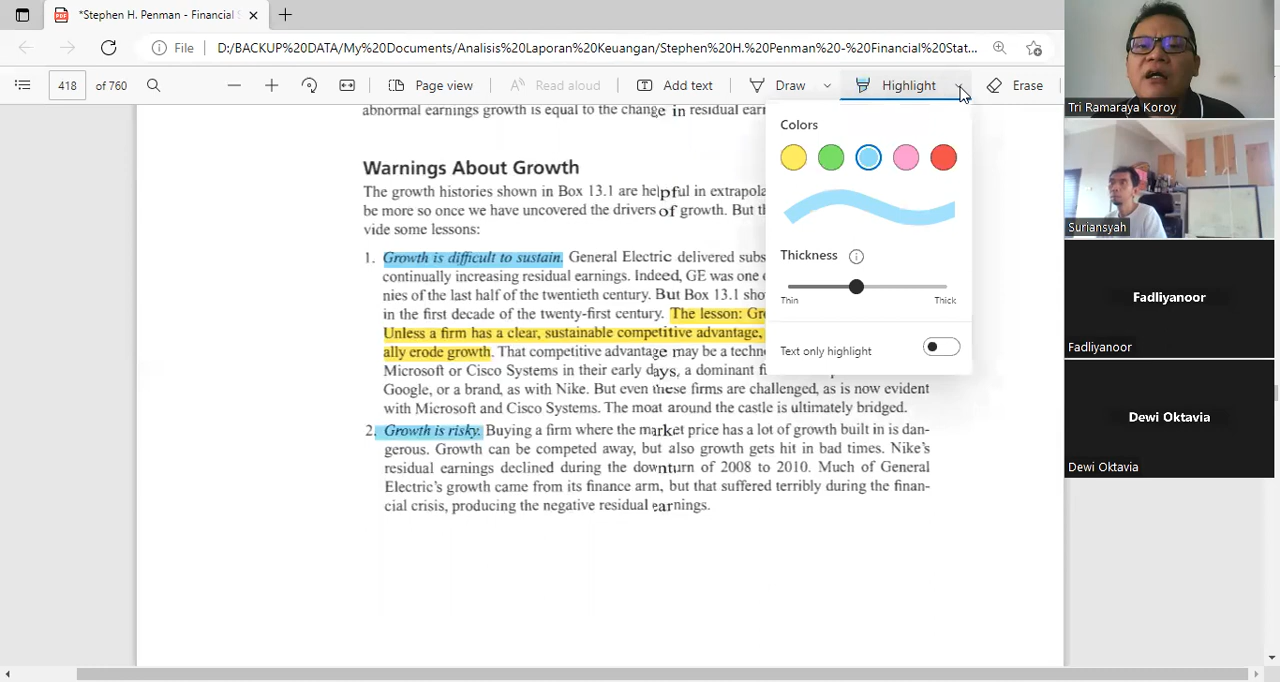 *Stephen H. Penman - Financial S
File
D:/BACKUP%20DATA/My%20Documents/Analisis%20Laporan%20Keuangan/Stephen%20H.%20Penman%20-%20Financial%20Stat...
418 of 760
Page view
Read aloud
Add text
Draw
Highlight
Erase
abnormal earnings growth is equal to the change in residual ear
Colors
Warnings About Growth
The growth histories shown in Box 13.1 are helpful in extrapola
be more so once we have uncovered the drivers of growth. But th
vide some lessons:
1. Growth is difficult to sustain. General Electric delivered subs
continually increasing residual earnings. Indeed, GE was one
nies of the last half of the twentieth century. But Box 13.1 sho
in the first decade of the twenty-first century. The lesson: Gr
Unless a firm has a clear, sustainable competitive advantage,
ally erode growth. That competitive advantage may be a techn
Microsoft or Cisco Systems in their early days, a dominant fi
Google, or a brand, as with Nike. But even these firms are challenged, as is now evident
with Microsoft and Cisco Systems. The moat around the castle is ultimately bridged.
2. Growth is risky. Buying a firm where the market price has a lot of growth built in is dan-
gerous. Growth can be competed away, but also growth gets hit in bad times. Nike's
residual earnings declined during the downturn of 2008 to 2010. Much of General
Electric's growth came from its finance arm, but that suffered terribly during the finan-
cial crisis, producing the negative residual earnings.
Thickness
Thin
Thick
Text only highlight
Tri Ramaraya Koroy
Suriansyah
Fadliyanoor
Fadliyanoor
Dewi Oktavia
Dewi Oktavia